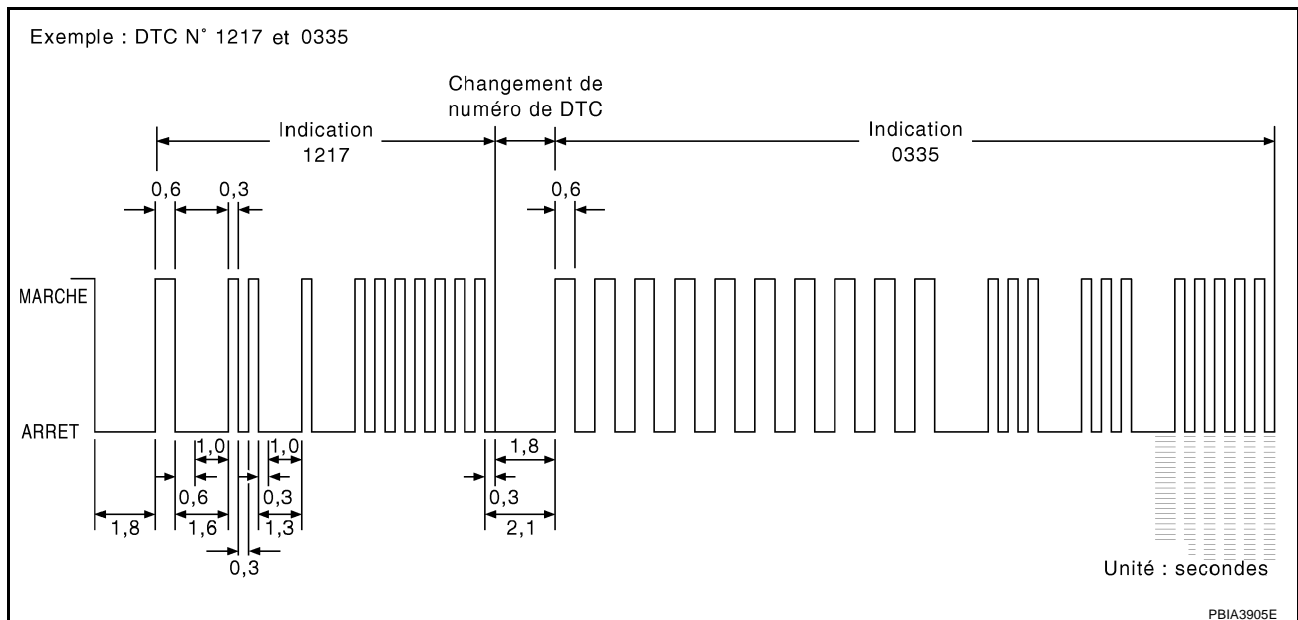 Exemple : DTC N° 1217 et 0335
Changement de
numéro de DTC
Indication
1217
Indication
0335
0,6
0,3
0,6
MARCHE
ARRET
1,0
1,0
1,8
0,6
0,3
0,3
1,8
1,6
1,3
2,1
0,3
Unité : secondes
PBIA3905E